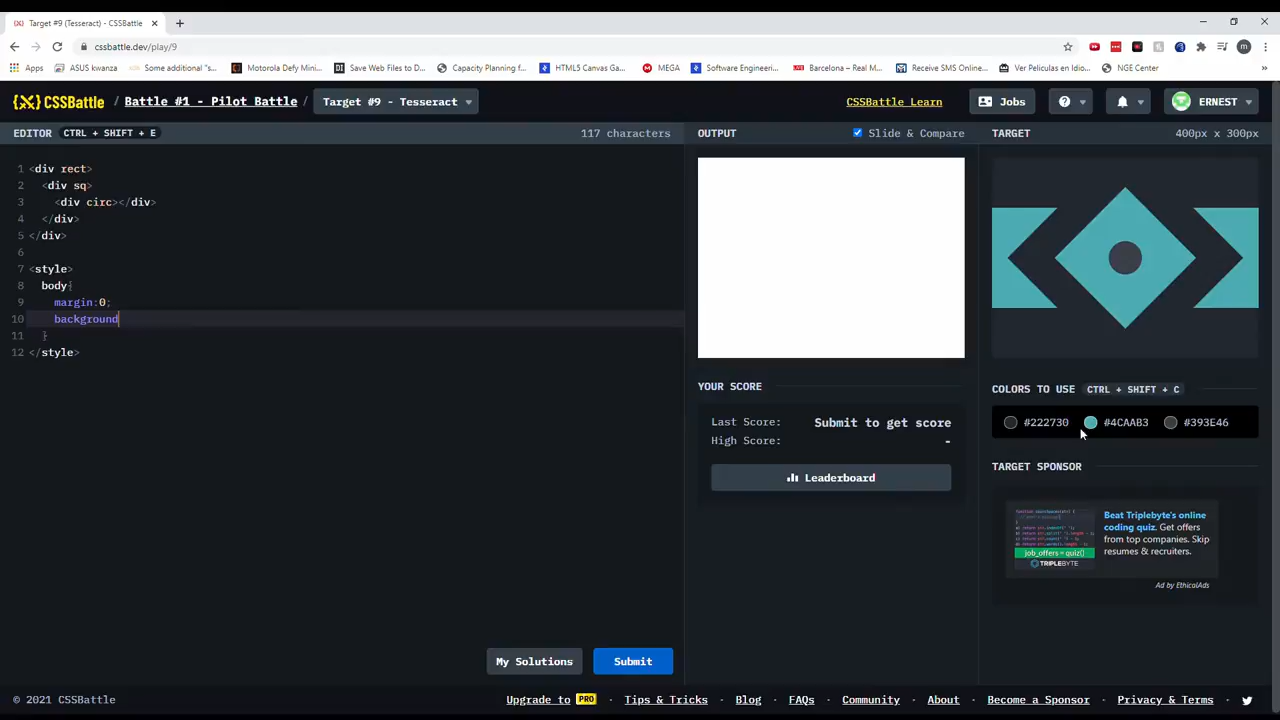 Target #9 (Tesseract) - CSSBattle
cssbattle.dev/play/9
Apps
ASUS kwanza
Some additional "s...
Motorola Defy Mini...
Save Web Files to D...
Capacity Planning f...
HTML5 Canvas Ga...
MEGA
Software Engineeri...
Barcelona – Real M...
Receive SMS Online...
Ver Peliculas en Idio...
NGE Center
CSSBattle / Battle #1 - Pilot Battle / Target #9 - Tesseract
CSSBattle Learn
Jobs
ERNEST
EDITOR CTRL + SHIFT + E 117 characters
OUTPUT Slide & Compare
TARGET 400px x 300px
1 <div rect>
2 <div sq>
3 <div circ></div>
4 </div>
5 </div>
6
7 <style>
8 body{
9 margin:0;
10 background
11 }
12 </style>
YOUR SCORE
Last Score: Submit to get score
High Score: -
Leaderboard
COLORS TO USE CTRL + SHIFT + C
#222730 #4CAAB3 #393E46
TARGET SPONSOR
job_offers = quiz()
TRIPLEBYTE
Beat Triplebyte's online
coding quiz. Get offers
from top companies. Skip
resumes & recruiters.
Ad by EthicalAds
My Solutions
Submit
© 2021 CSSBattle
Upgrade to PRO · Tips & Tricks · Blog · FAQs · Community · About · Become a Sponsor · Privacy & Terms ·